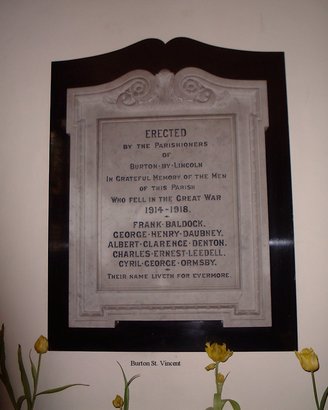 ERECTED
BY THE PARISHIONERS
OF
BURTON-BY-LINCOLN
IN GRATEFUL MEMORY OF THE MEN
OF THIS PARISH
WHO FELL IN THE GREAT WAR
1914-1918.
FRANK·BALDOCK.
GEORGE·HENRY·DAUBNEY.
ALBERT·CLARENCE·DENTON.
CHARLES·ERNEST·LEEDELL.
CYRIL·GEORGE·ORMSBY.
THEIR NAME LIVETH FOR EVERMORE.
Burton St. Vincent